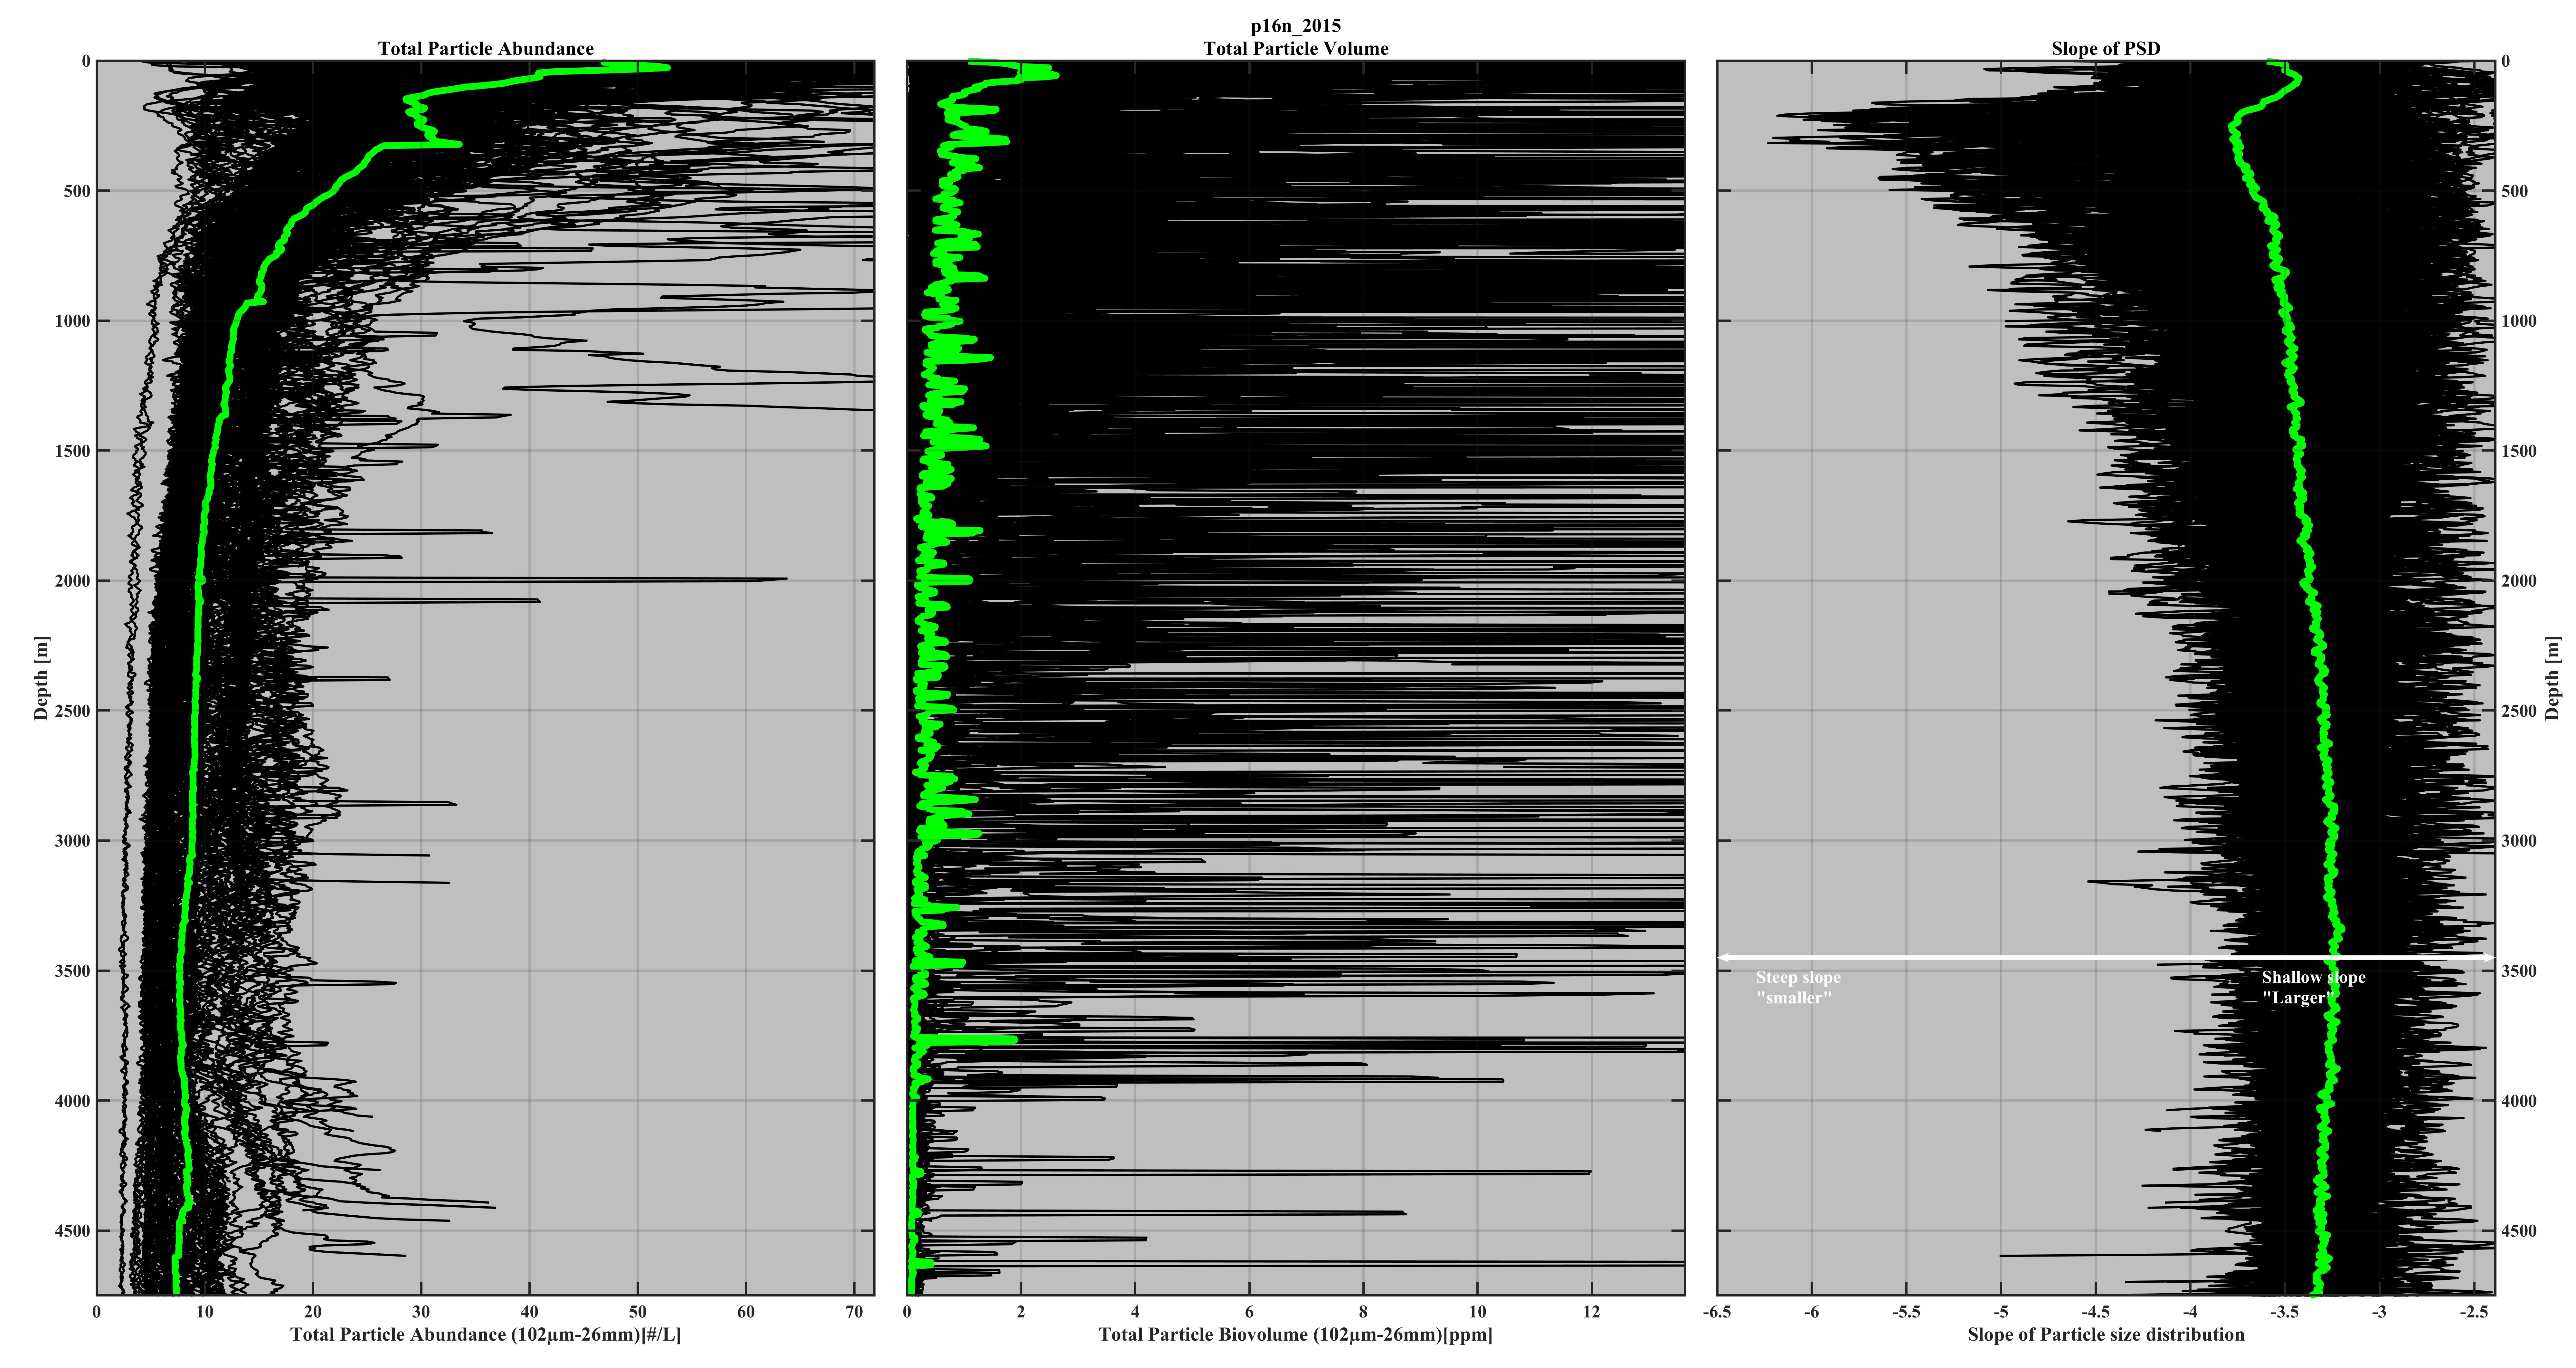 p16n_2015
Total Particle Abundance
Total Particle Volume
Slope of PSD
0
500
1000
1500
2000
2500
3000
3500
4000
4500
Depth [m]
0 10 20 30 40 50 60 70
Total Particle Abundance (102µm-26mm)[#/L]
0 2 4 6 8 10 12
Total Particle Biovolume (102µm-26mm)[ppm]
Steep slope
"smaller"
Shallow slope
"Larger"
-6.5 -6 -5.5 -5 -4.5 -4 -3.5 -3 -2.5
Slope of Particle size distribution
0
500
1000
1500
2000
2500
3000
3500
4000
4500
Depth [m]